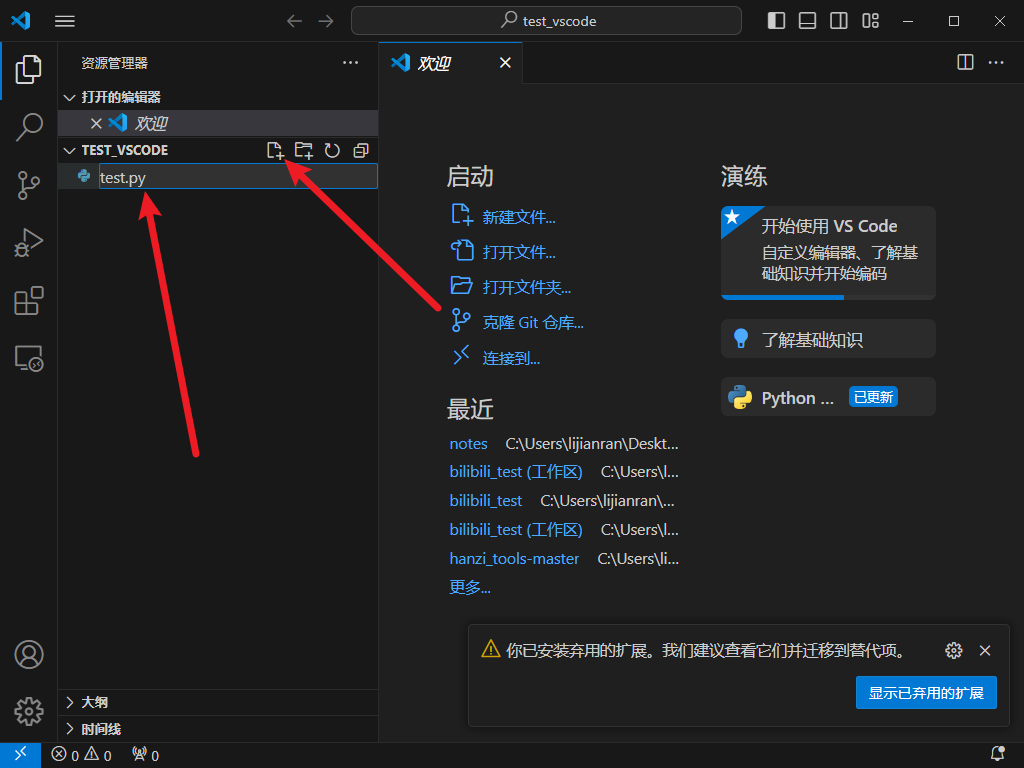 test_vscode
资源管理器
欢迎
打开的编辑器
欢迎
TEST_VSCODE
test.py
启动
新建文件...
打开文件...
打开文件夹...
克隆 Git 仓库...
连接到...
最近
notes C:\Users\lijianran\Deskt...
bilibili_test (工作区) C:\Users\l...
bilibili_test C:\Users\lijianran\...
bilibili_test (工作区) C:\Users\l...
hanzi_tools-master C:\Users\li...
更多...
演练
开始使用 VS Code
自定义编辑器、了解基
础知识并开始编码
了解基础知识
Python ... 已更新
你已安装弃用的扩展。我们建议查看它们并迁移到替代项。
显示已弃用的扩展
大纲
时间线
0 0 0